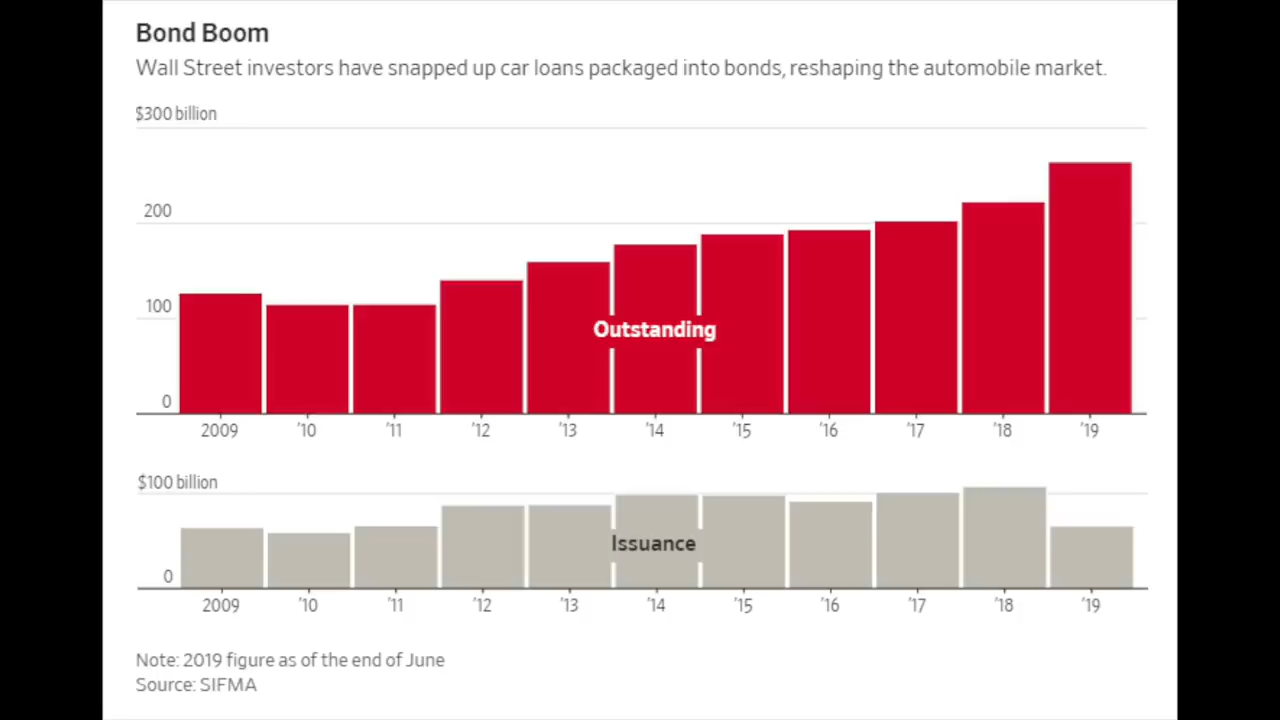 Bond Boom
Wall Street investors have snapped up car loans packaged into bonds, reshaping the automobile market.
$300 billion
200
100
Outstanding
0
2009 '10 '11 '12 '13 '14 '15 '16 '17 '18 '19
$100 billion
Issuance
0
2009 '10 '11 '12 '13 '14 '15 '16 '17 '18 '19
Note: 2019 figure as of the end of June
Source: SIFMA